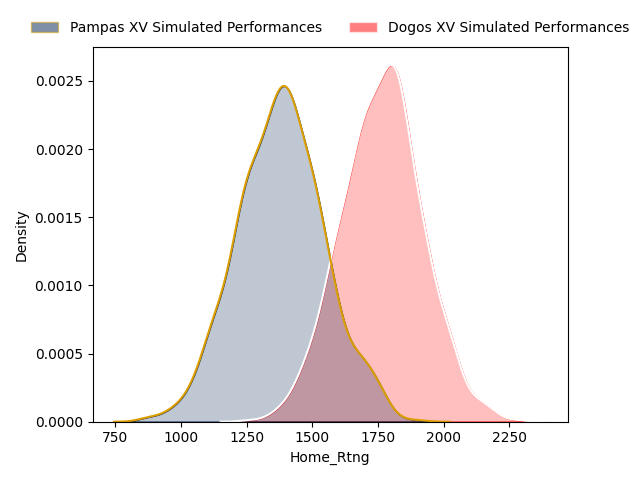 Pampas XV Simulated Performances
Dogos XV Simulated Performances
0.0025
0.0020
0.0015
0.0010
0.0005
0.0000
Density
750 1000 1250 1500 1750 2000 2250
Home_Rtng